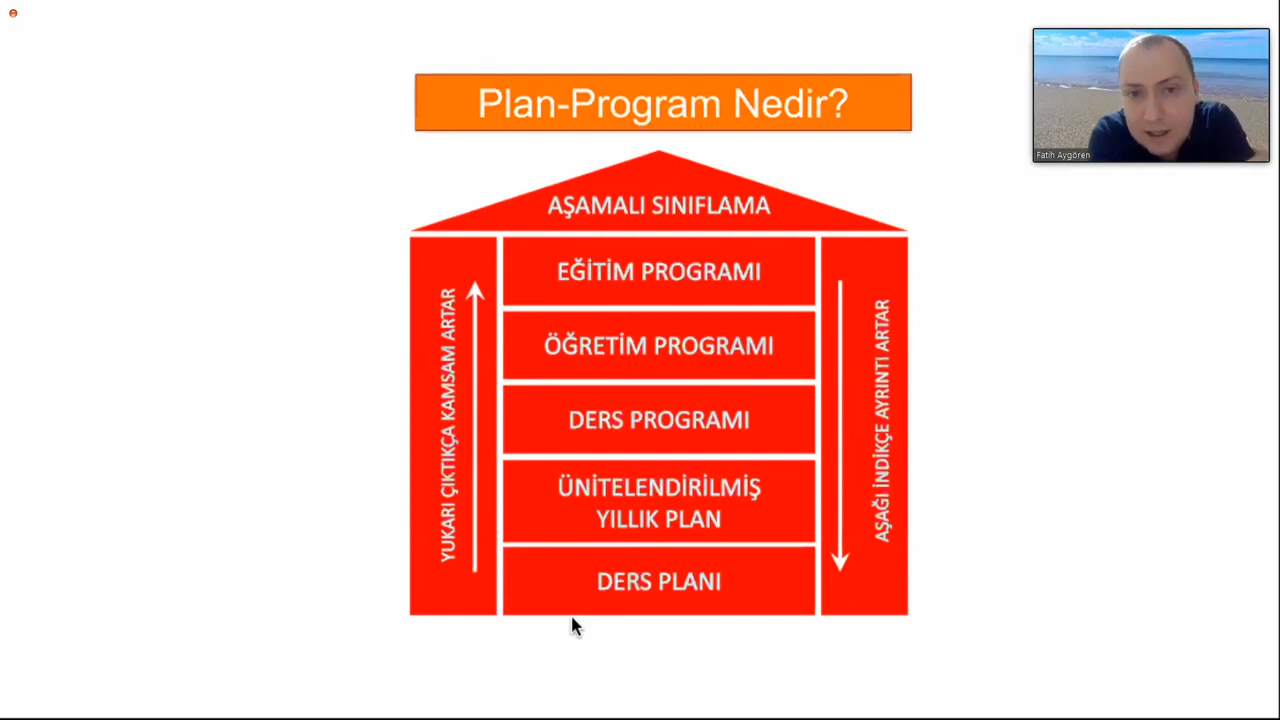 Plan-Program Nedir?
Fatih Aygören
AŞAMALI SINIFLAMA
YUKARI ÇIKTIKÇA KAMSAM ARTAR
EĞİTİM PROGRAMI
ÖĞRETİM PROGRAMI
DERS PROGRAMI
ÜNİTELENDİRİLMİŞ
YILLIK PLAN
DERS PLANI
AŞAĞI İNDİKÇE AYRINTI ARTAR